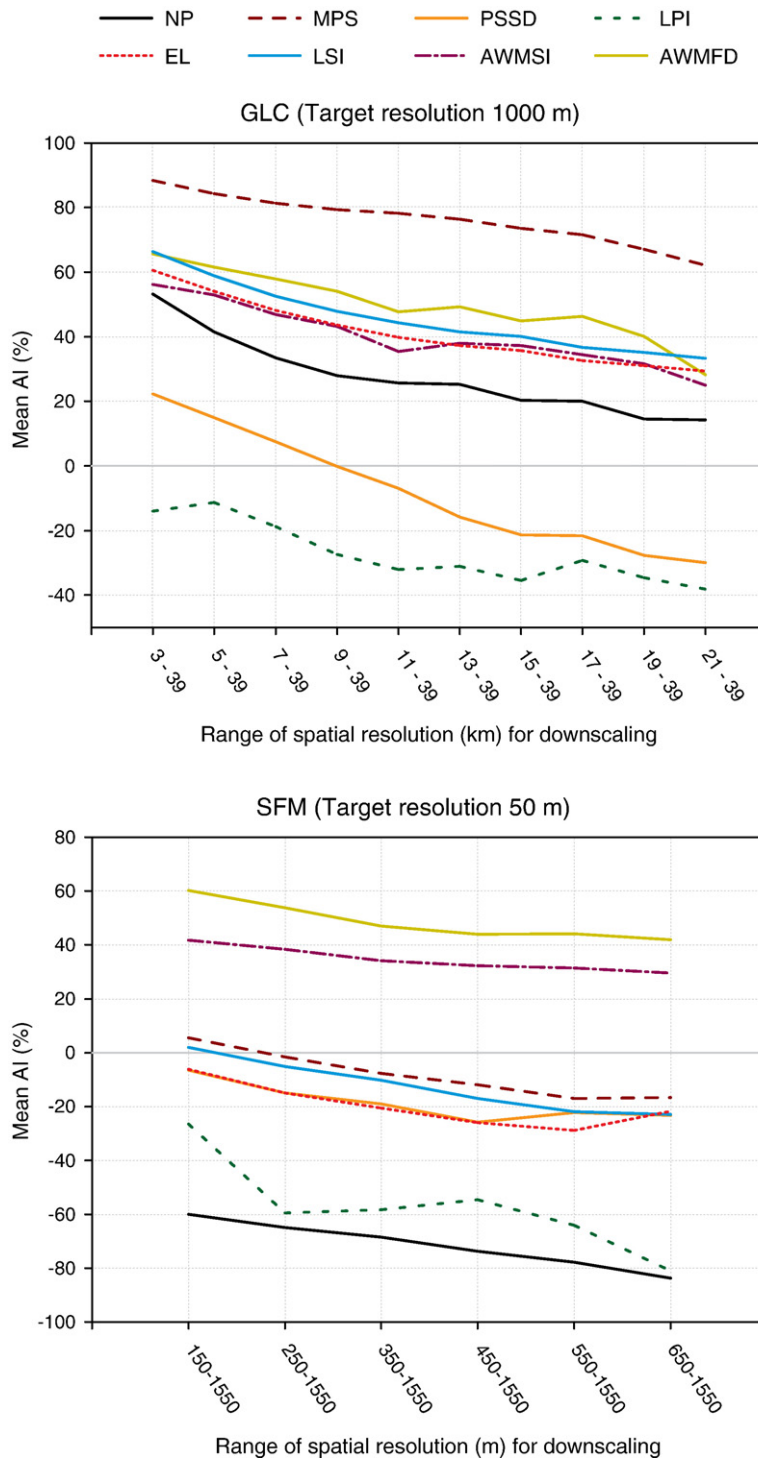 NP MPS PSSD LPI
EL LSI AWMSI AWMFD
GLC (Target resolution 1000 m)
100
80
60
40
20
0
-20
-40
Mean AI (%)
3 - 39
5 - 39
7 - 39
9 - 39
11 - 39
13 - 39
15 - 39
17 - 39
19 - 39
21 - 39
Range of spatial resolution (km) for downscaling
SFM (Target resolution 50 m)
80
60
40
20
0
-20
-40
-60
-80
-100
Mean AI (%)
150-1550
250-1550
350-1550
450-1550
550-1550
650-1550
Range of spatial resolution (m) for downscaling